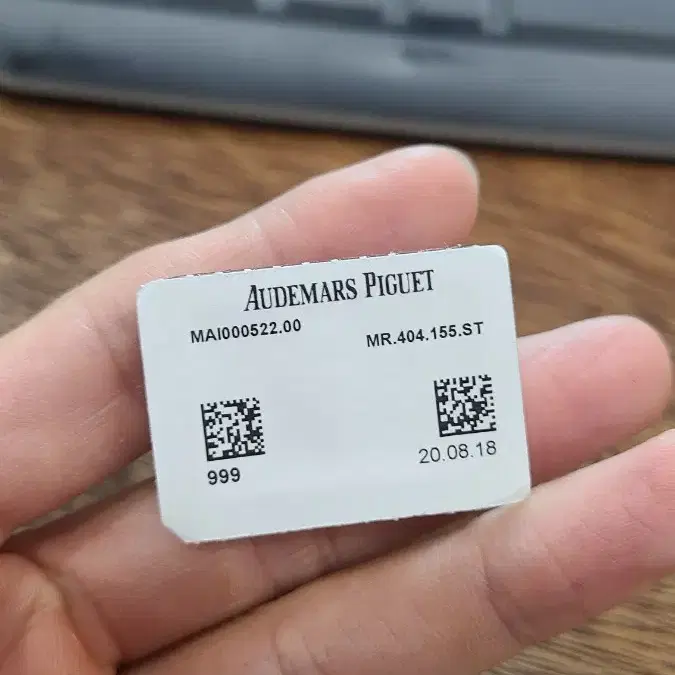 AUDEMARS PIGUET
MAI000522.00
MR.404.155.ST
999
20.08.18